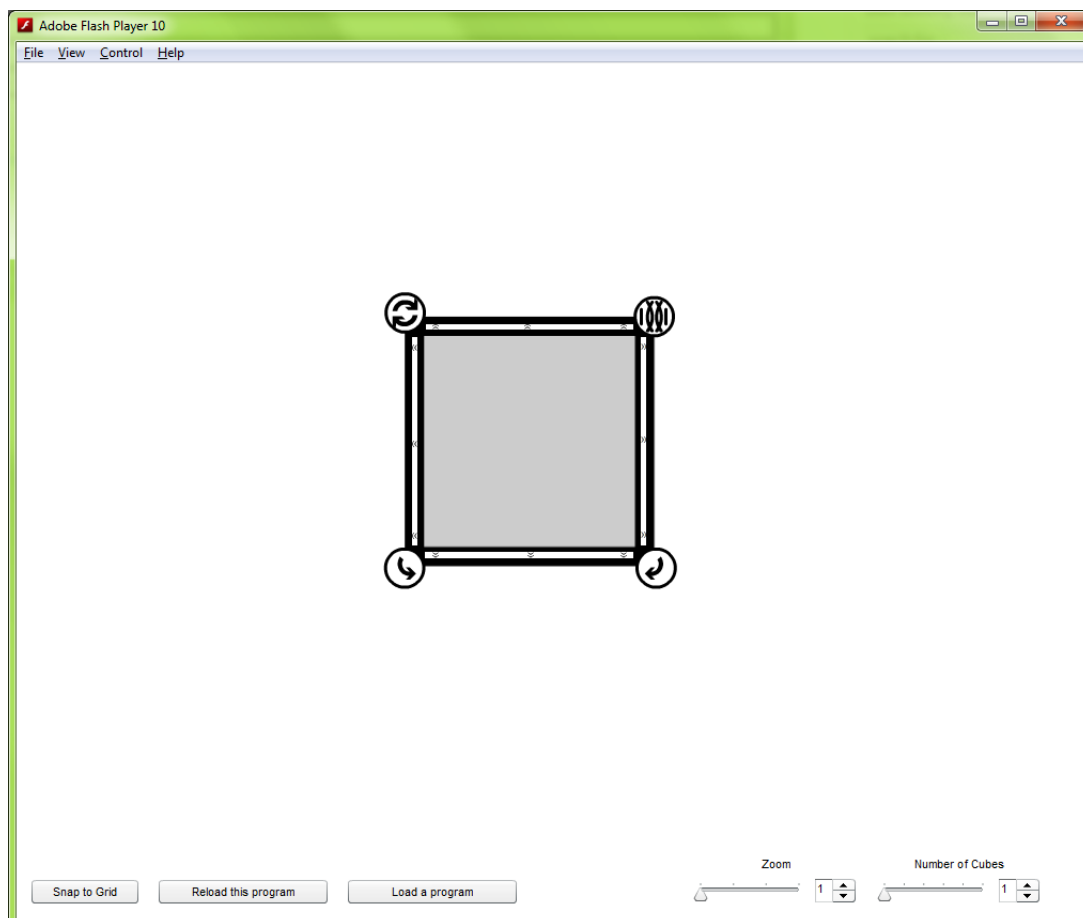 Adobe Flash Player 10
File View Control Help
Zoom
Number of Cubes
Snap to Grid Reload this program Load a program 1 1